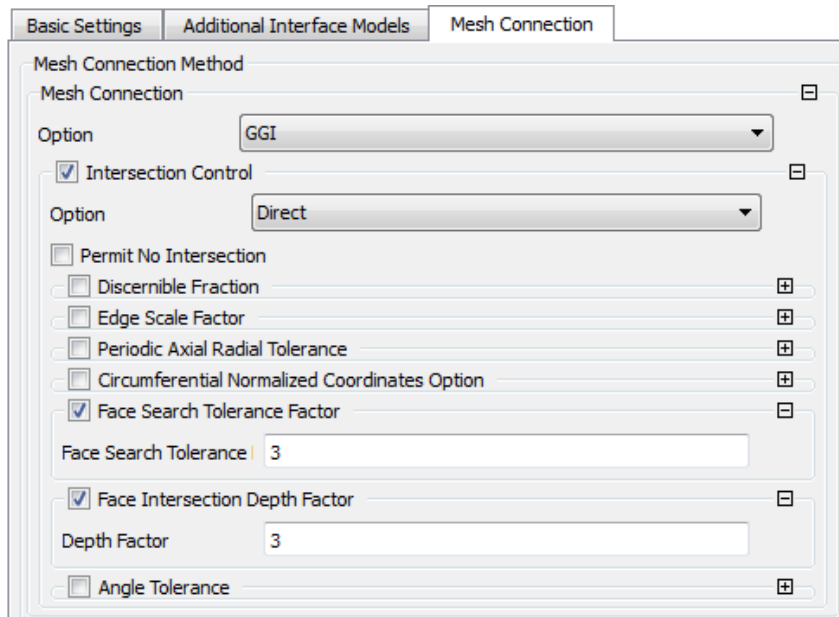 Basic Settings Additional Interface Models Mesh Connection
Mesh Connection Method
Mesh Connection
Option GGI
Intersection Control
Option Direct
Permit No Intersection
Discernible Fraction
Edge Scale Factor
Periodic Axial Radial Tolerance
Circumferential Normalized Coordinates Option
Face Search Tolerance Factor
Face Search Tolerance 3
Face Intersection Depth Factor
Depth Factor 3
Angle Tolerance